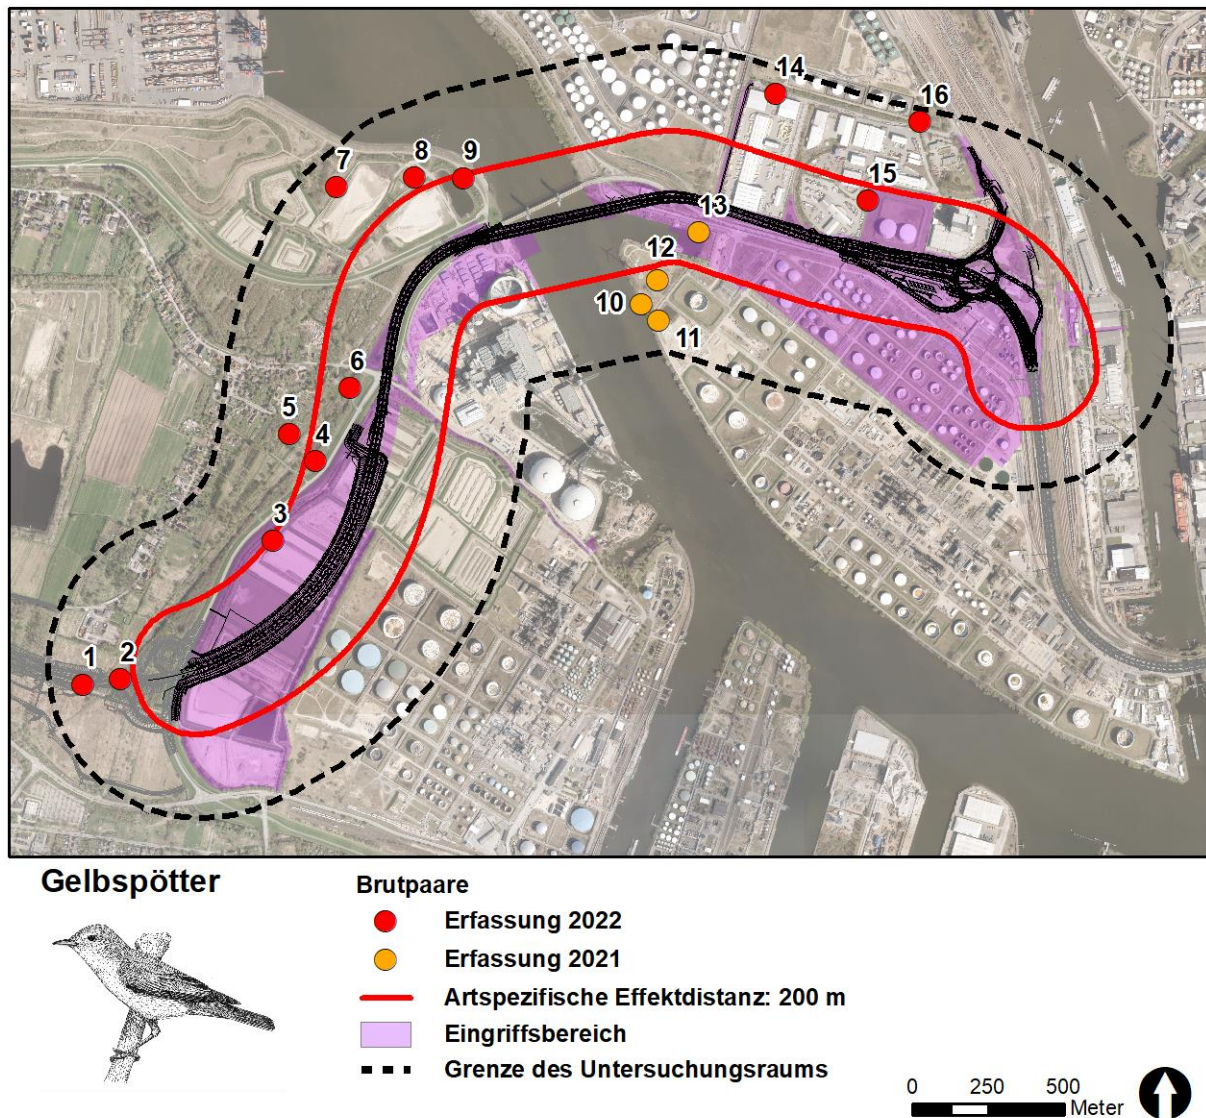 14
16
7
8
9
15
13
12
10
11
6
5
4
3
1
2
Gelbspötter
Brutpaare
Erfassung 2022
Erfassung 2021
Artspezifische Effektdistanz: 200 m
Eingriffsbereich
Grenze des Untersuchungsraums
0 250 500
Meter